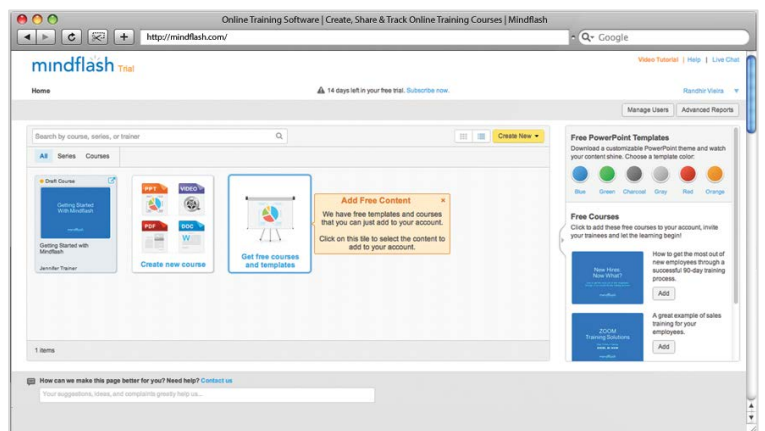 Online Training Software | Create, Share & Track Online Training Courses | Mindflash
http://mindflash.com/
Google
mindflash Trial
Video Tutorial | Help | Live Chat
Home
14 days left in your free trial. Subscribe now.
Randhir Vieira
Manage Users
Advanced Reports
Search by course, series, or trainer
Create New
All Series Courses
Draft Course
Getting Started
With Mindflash
Getting Started with
Mindflash
Jennifer Trainer
PPT
VIDEO
PDF
DOC
W
Create new course
Get free courses
and templates
Add Free Content ×
We have free templates and courses
that you can just add to your account.
Click on this tile to select the content to
add to your account.
1 items
Free PowerPoint Templates
Download a customizable PowerPoint theme and watch
your content shine. Choose a template color:
Blue Green Charcoal Gray Red Orange
Free Courses
Click to add these free courses to your account, invite
your trainees and let the learning begin!
New Hires.
Now What?
mindflash
How to get the most out of
new employees through a
successful 90-day training
process.
Add
ZOOM
Training Solutions
mindflash
A great example of sales
training for your
employees.
Add
How can we make this page better for you? Need help? Contact us
Your suggestions, ideas, and complaints greatly help us...